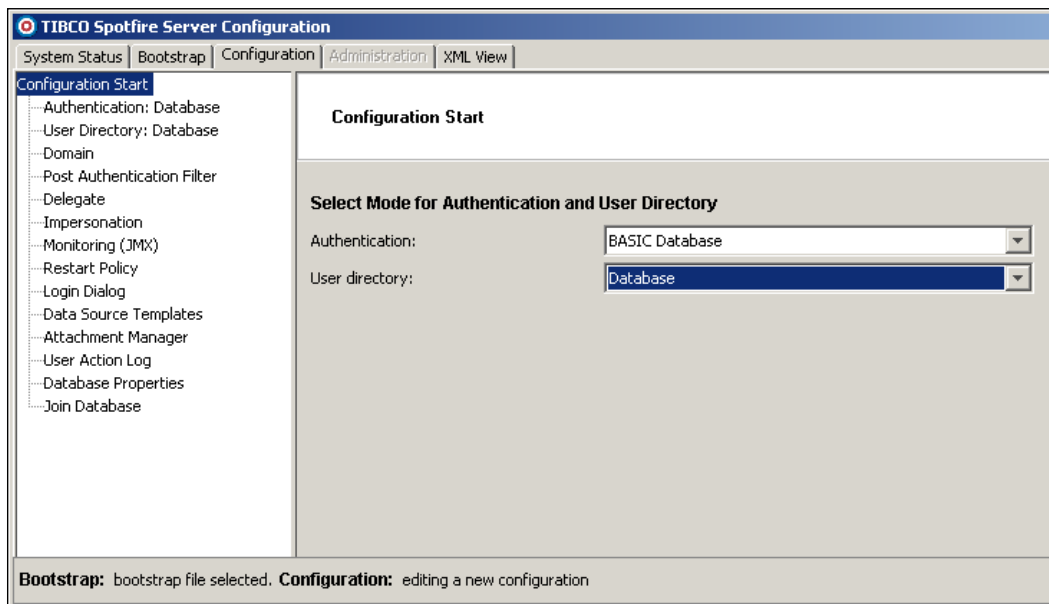 TIBCO Spotfire Server Configuration
System Status Bootstrap Configuration Administration XML View
Configuration Start
Authentication: Database
User Directory: Database
Domain
Post Authentication Filter
Delegate
Impersonation
Monitoring (JMX)
Restart Policy
Login Dialog
Data Source Templates
Attachment Manager
User Action Log
Database Properties
Join Database
Configuration Start
Select Mode for Authentication and User Directory
Authentication: BASIC Database
User directory: Database
Bootstrap: bootstrap file selected. Configuration: editing a new configuration